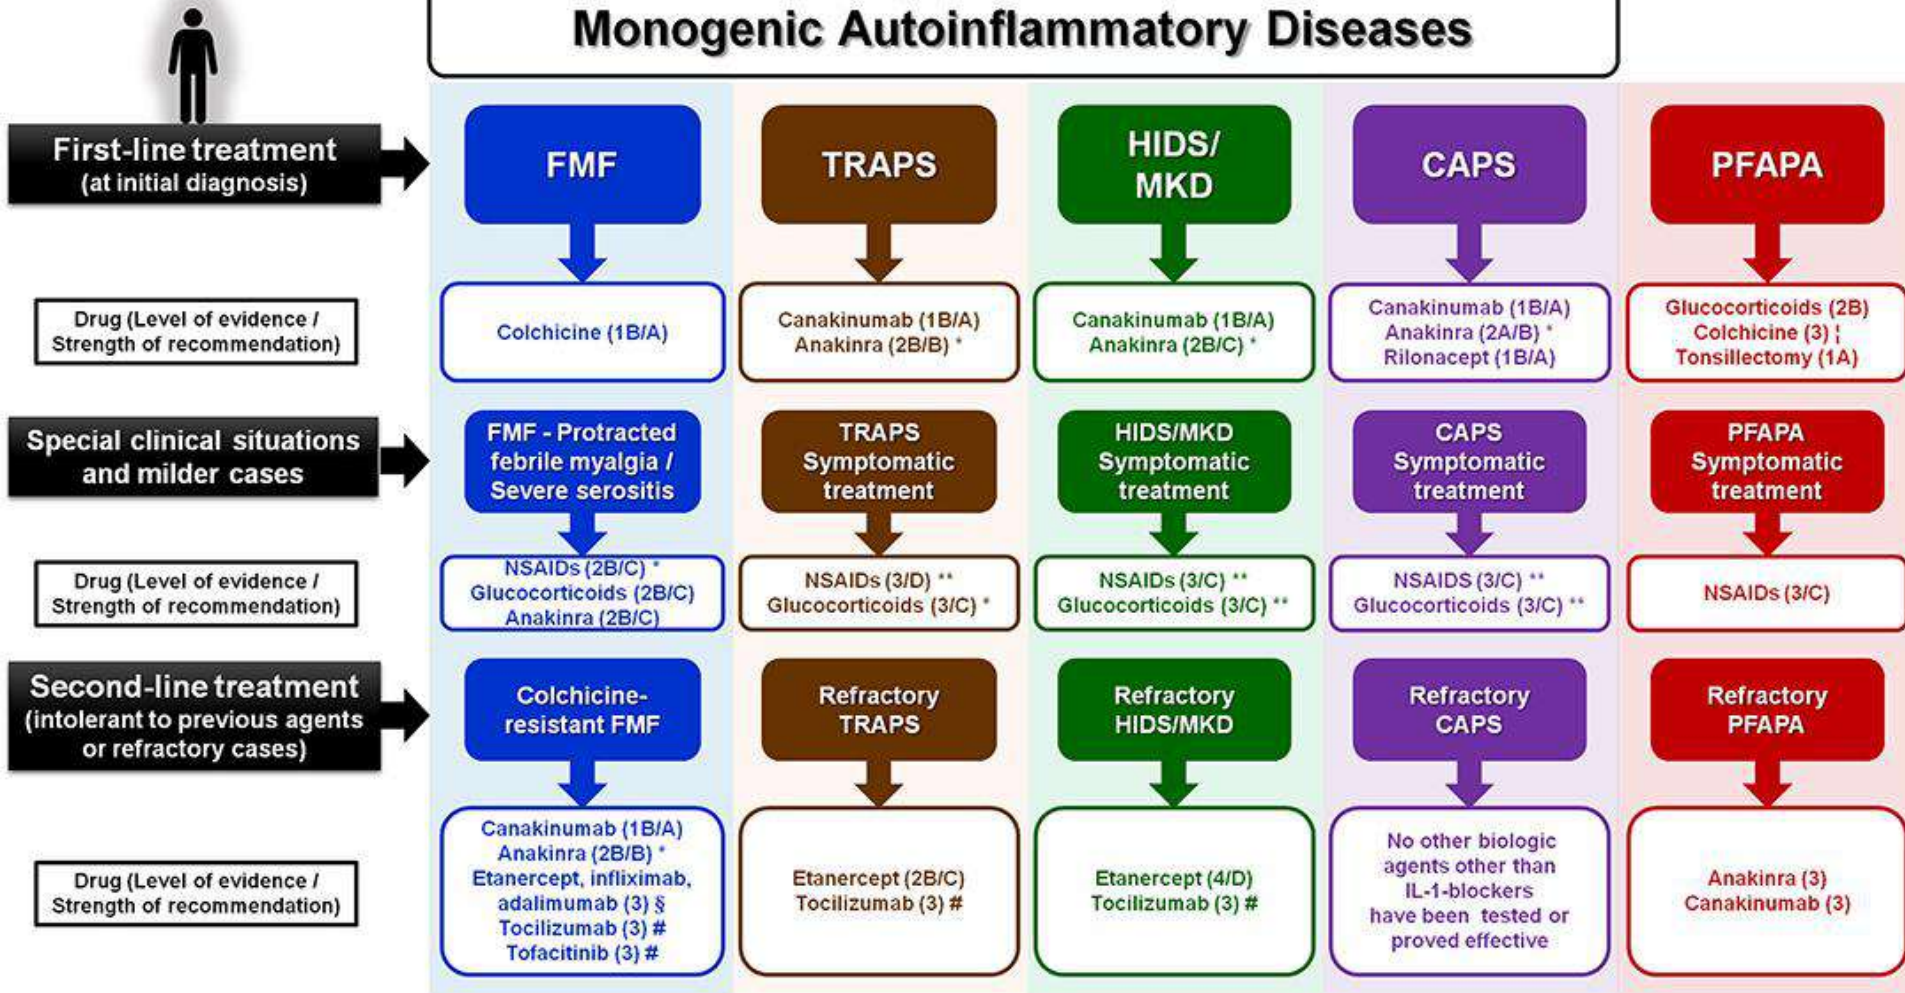 Monogenic Autoinflammatory Diseases
First-line treatment
(at initial diagnosis)
FMF
TRAPS
HIDS/
MKD
CAPS
PFAPA
Drug (Level of evidence /
Strength of recommendation)
Colchicine (1B/A)
Canakinumab (1B/A)
Anakinra (2B/B) *
Canakinumab (1B/A)
Anakinra (2B/C) *
Canakinumab (1B/A)
Anakinra (2A/B) *
Rilonacept (1B/A)
Glucocorticoids (2B)
Colchicine (3) ¦
Tonsillectomy (1A)
Special clinical situations
and milder cases
FMF - Protracted
febrile myalgia /
Severe serositis
TRAPS
Symptomatic
treatment
HIDS/MKD
Symptomatic
treatment
CAPS
Symptomatic
treatment
PFAPA
Symptomatic
treatment
Drug (Level of evidence /
Strength of recommendation)
NSAIDs (2B/C) *
Glucocorticoids (2B/C)
Anakinra (2B/C)
NSAIDs (3/D) **
Glucocorticoids (3/C) *
NSAIDs (3/C) **
Glucocorticoids (3/C) **
NSAIDS (3/C) **
Glucocorticoids (3/C) **
NSAIDs (3/C)
Second-line treatment
(intolerant to previous agents
or refractory cases)
Colchicine-
resistant FMF
Refractory
TRAPS
Refractory
HIDS/MKD
Refractory
CAPS
Refractory
PFAPA
Drug (Level of evidence /
Strength of recommendation)
Canakinumab (1B/A)
Anakinra (2B/B) *
Etanercept, infliximab,
adalimumab (3) §
Tocilizumab (3) #
Tofacitinib (3) #
Etanercept (2B/C)
Tocilizumab (3) #
Etanercept (4/D)
Tocilizumab (3) #
No other biologic
agents other than
IL-1-blockers
have been tested or
proved effective
Anakinra (3)
Canakinumab (3)